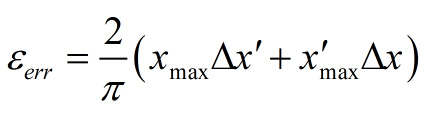 ε_err = 2/π (x_max Δx′ + x′_max Δx)